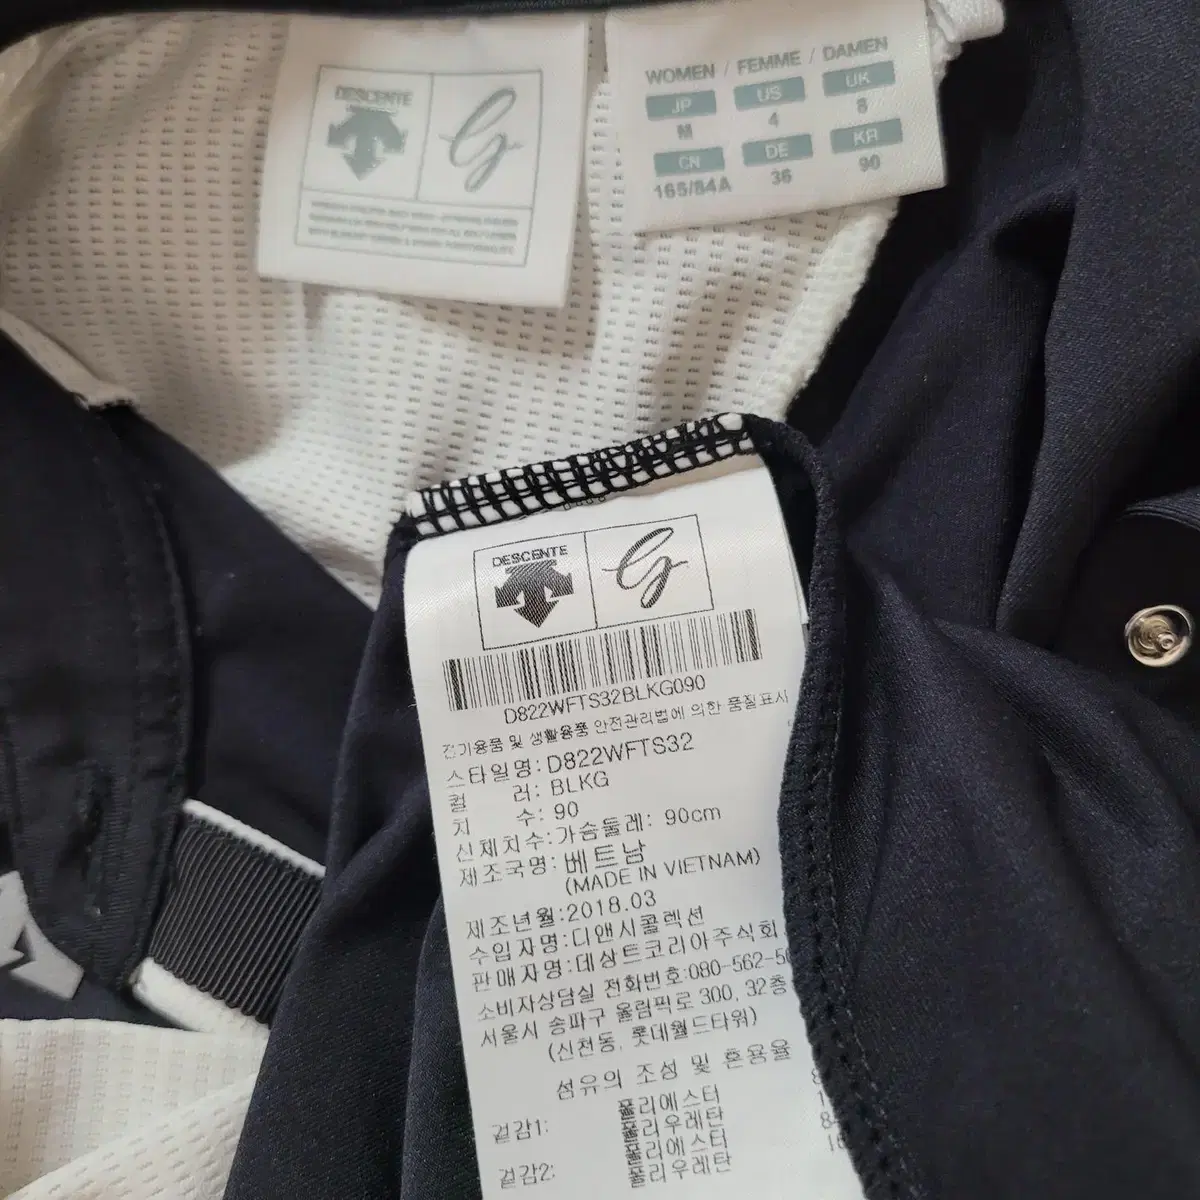 DESCENTE
WOMEN / FEMME / DAMEN
JP US UK
M 4 8
CN DE KR
165/84A 36 90
DESCENTE
D822WFTS32BLKG090
전기용품 및 생활용품 안전관리법에 의한 품질표시
스타일명: D822WFTS32
컬 러: BLKG
치 수: 90
신체치수: 가슴둘레: 90cm
제조국명: 베트남
(MADE IN VIETNAM)
제조년월: 2018.03
수입자명: 디앤시콜렉션
판매자명: 데상트코리아주식회
소비자상담실 전화번호: 080-562-5
서울시 송파구 올림픽로 300, 32층
(신천동, 롯데월드타워)
섬유의 조성 및 혼용율
폴리에스터
겉감1: 폴리우레탄
폴리에스터
겉감2: 폴리우레탄